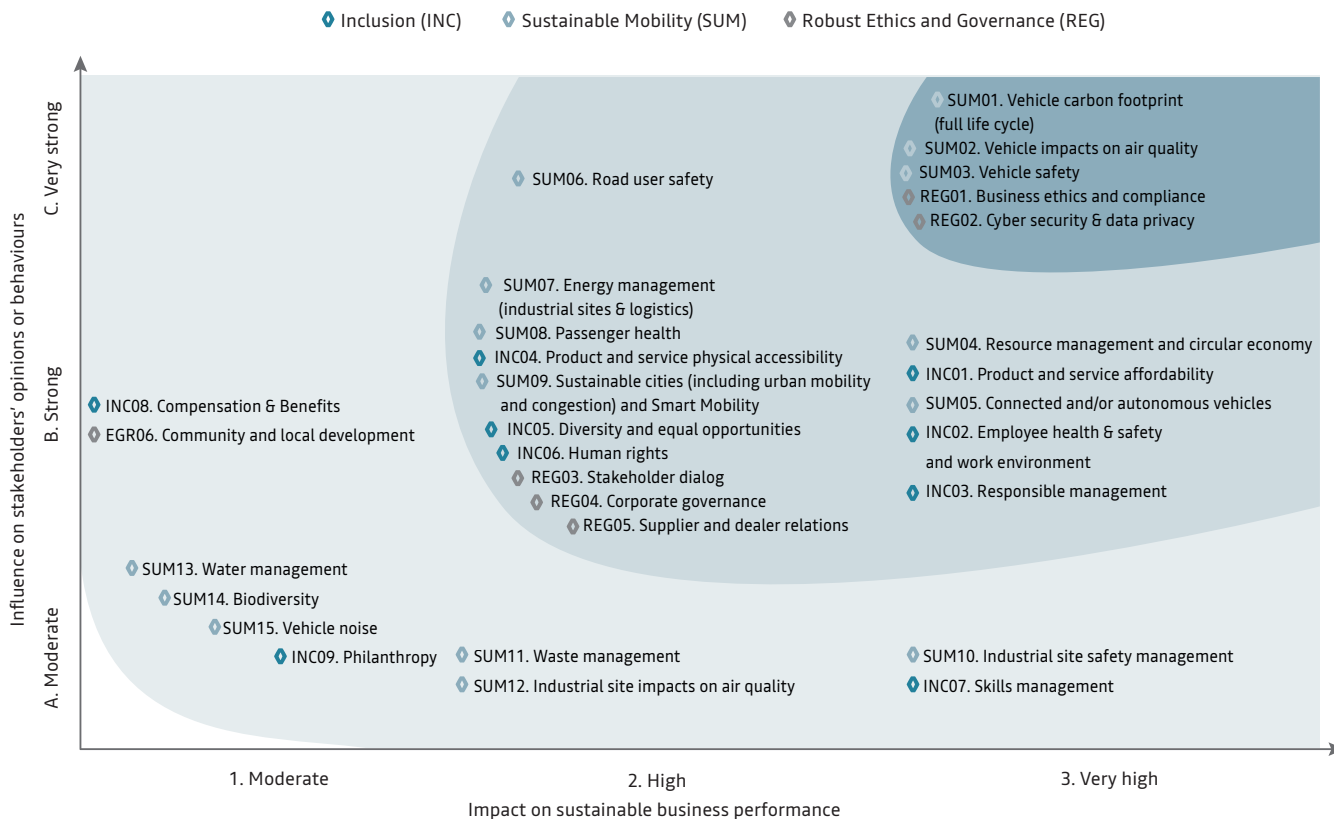 Inclusion (INC)
Sustainable Mobility (SUM)
Robust Ethics and Governance (REG)
Influence on stakeholders' opinions or behaviours
C. Very strong
B. Strong
A. Moderate
SUM01. Vehicle carbon footprint
(full life cycle)
SUM02. Vehicle impacts on air quality
SUM03. Vehicle safety
REG01. Business ethics and compliance
REG02. Cyber security & data privacy
SUM06. Road user safety
SUM07. Energy management
(industrial sites & logistics)
SUM08. Passenger health
INC04. Product and service physical accessibility
SUM09. Sustainable cities (including urban mobility
and congestion) and Smart Mobility
INC05. Diversity and equal opportunities
INC06. Human rights
REG03. Stakeholder dialog
REG04. Corporate governance
REG05. Supplier and dealer relations
SUM04. Resource management and circular economy
INC01. Product and service affordability
SUM05. Connected and/or autonomous vehicles
INC02. Employee health & safety
and work environment
INC03. Responsible management
INC08. Compensation & Benefits
EGR06. Community and local development
SUM13. Water management
SUM14. Biodiversity
SUM15. Vehicle noise
INC09. Philanthropy
SUM11. Waste management
SUM12. Industrial site impacts on air quality
SUM10. Industrial site safety management
INC07. Skills management
1. Moderate
2. High
3. Very high
Impact on sustainable business performance